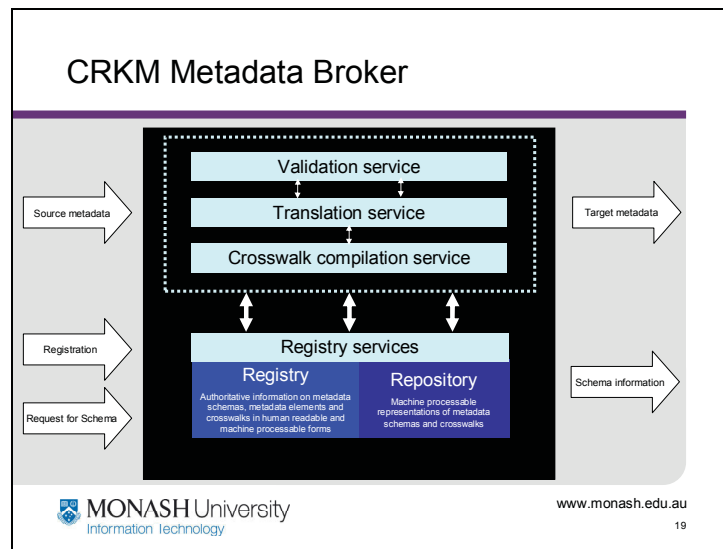 CRKM Metadata Broker
Validation service
Source metadata
Translation service
Target metadata
Crosswalk compilation service
Registration
Registry services
Registry
Authoritative information on metadata
schemas, metadata elements and
crosswalks in human readable and
machine processable forms
Repository
Machine processable
representations of metadata
schemas and crosswalks
Schema information
Request for Schema
MONASH University
Information Technology
www.monash.edu.au
19